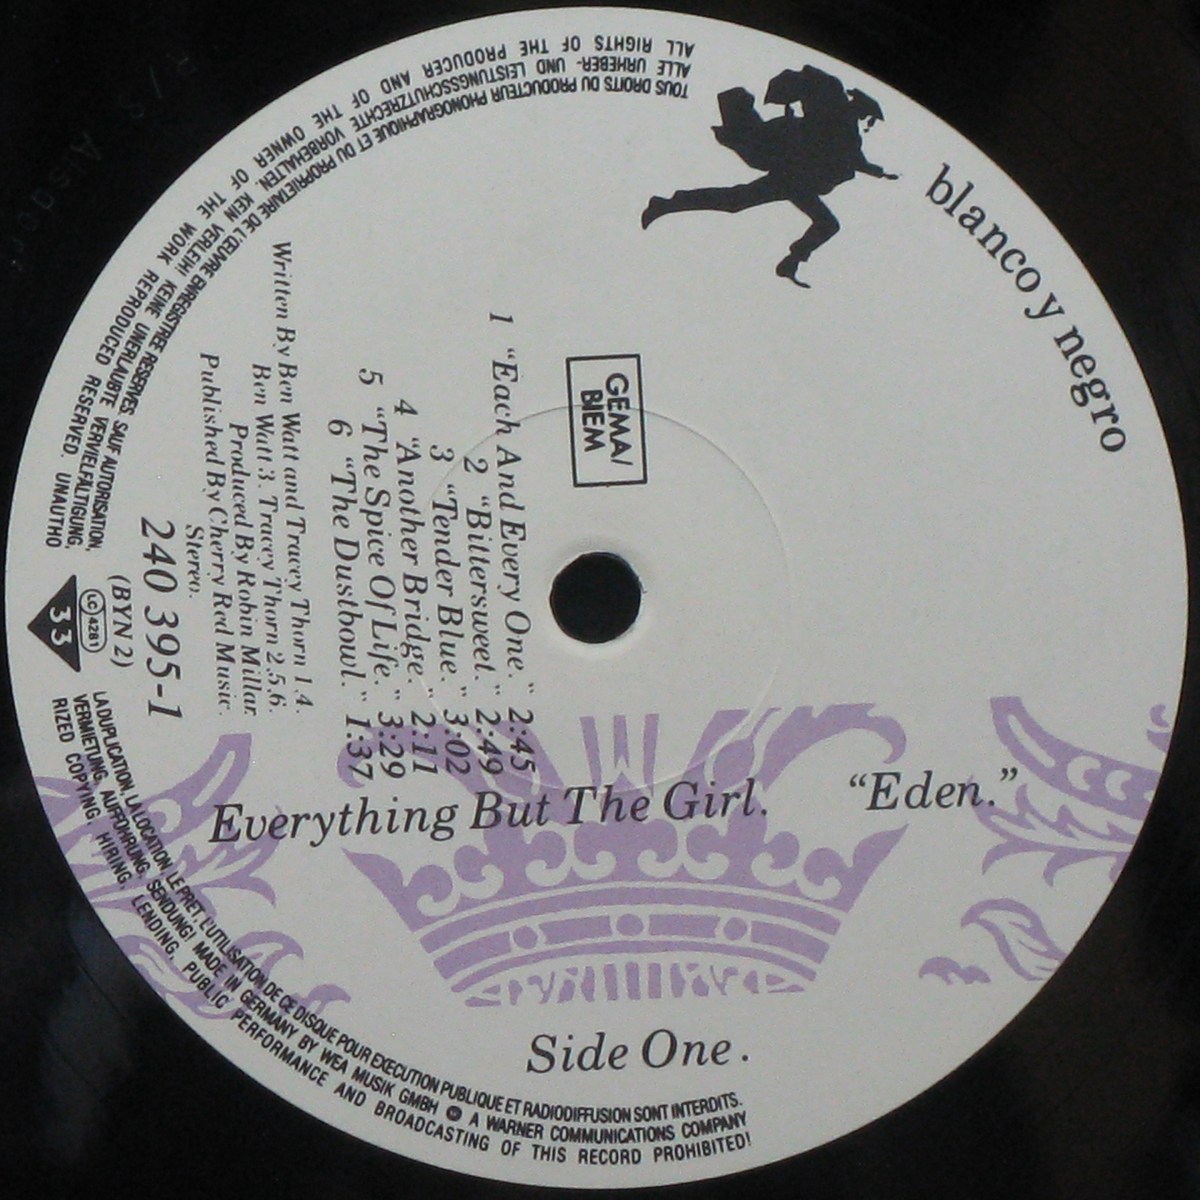 blanco y negro
GEMA/
BIEM
1 "Each And Every One." 2:45
2 "Bittersweet." 2:49
3 "Tender Blue." 3:02
4 "Another Bridge." 2:11
5 "The Spice Of Life." 3:29
6 "The Dustbowl." 1:37
Written By Ben Watt and Tracey Thorn 1.4.
Ben Watt 3. Tracey Thorn 2.5.6.
Produced By Robin Millar.
Published By Cherry Red Music.
Stereo.
240 395-1
(BYN 2)
LC 4281
33
Everything But The Girl. "Eden."
Side One.
ALL RIGHTS OF THE PRODUCER AND OF THE OWNER OF THE WORK REPRODUCED RESERVED. UNAUTHO
RIZED COPYING, HIRING, LENDING, PUBLIC PERFORMANCE AND BROADCASTING OF THIS RECORD PROHIBITED!
ALLE URHEBER- UND LEISTUNGSSCHUTZRECHTE VORBEHALTEN. KEIN VERLEIH! KEINE UNERLAUBTE VERVIELFÄLTIGUNG,
VERMIETUNG, AUFFÜHRUNG, SENDUNG! MADE IN GERMANY BY WEA MUSIK GMBH A WARNER COMMUNICATIONS COMPANY
TOUS DROITS DU PRODUCTEUR PHONOGRAPHIQUE ET DU PROPRIETAIRE DE L'ŒUVRE ENREGISTREE RESERVES. SAUF AUTORISATION,
LA DUPLICATION, LA LOCATION, LE PRET, L'UTILISATION DE CE DISQUE POUR EXECUTION PUBLIQUE ET RADIODIFFUSION SONT INTERDITS.